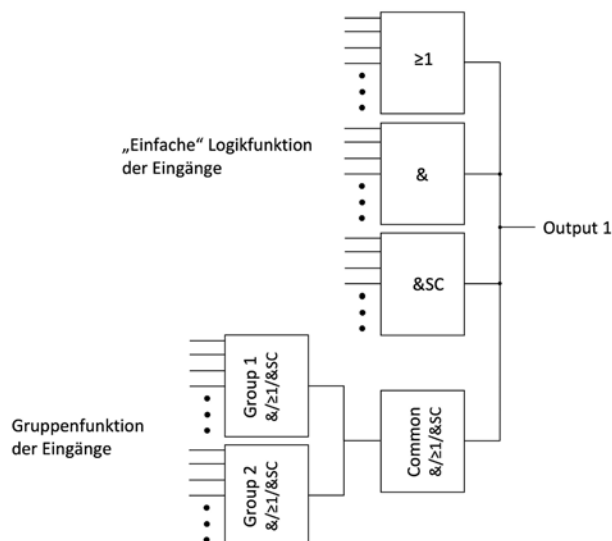 ≥1
„Einfache“ Logikfunktion
der Eingänge
&
Output 1
&SC
Group 1
&/≥1/&SC
Gruppenfunktion
der Eingänge
Common
&/≥1/&SC
Group 2
&/≥1/&SC